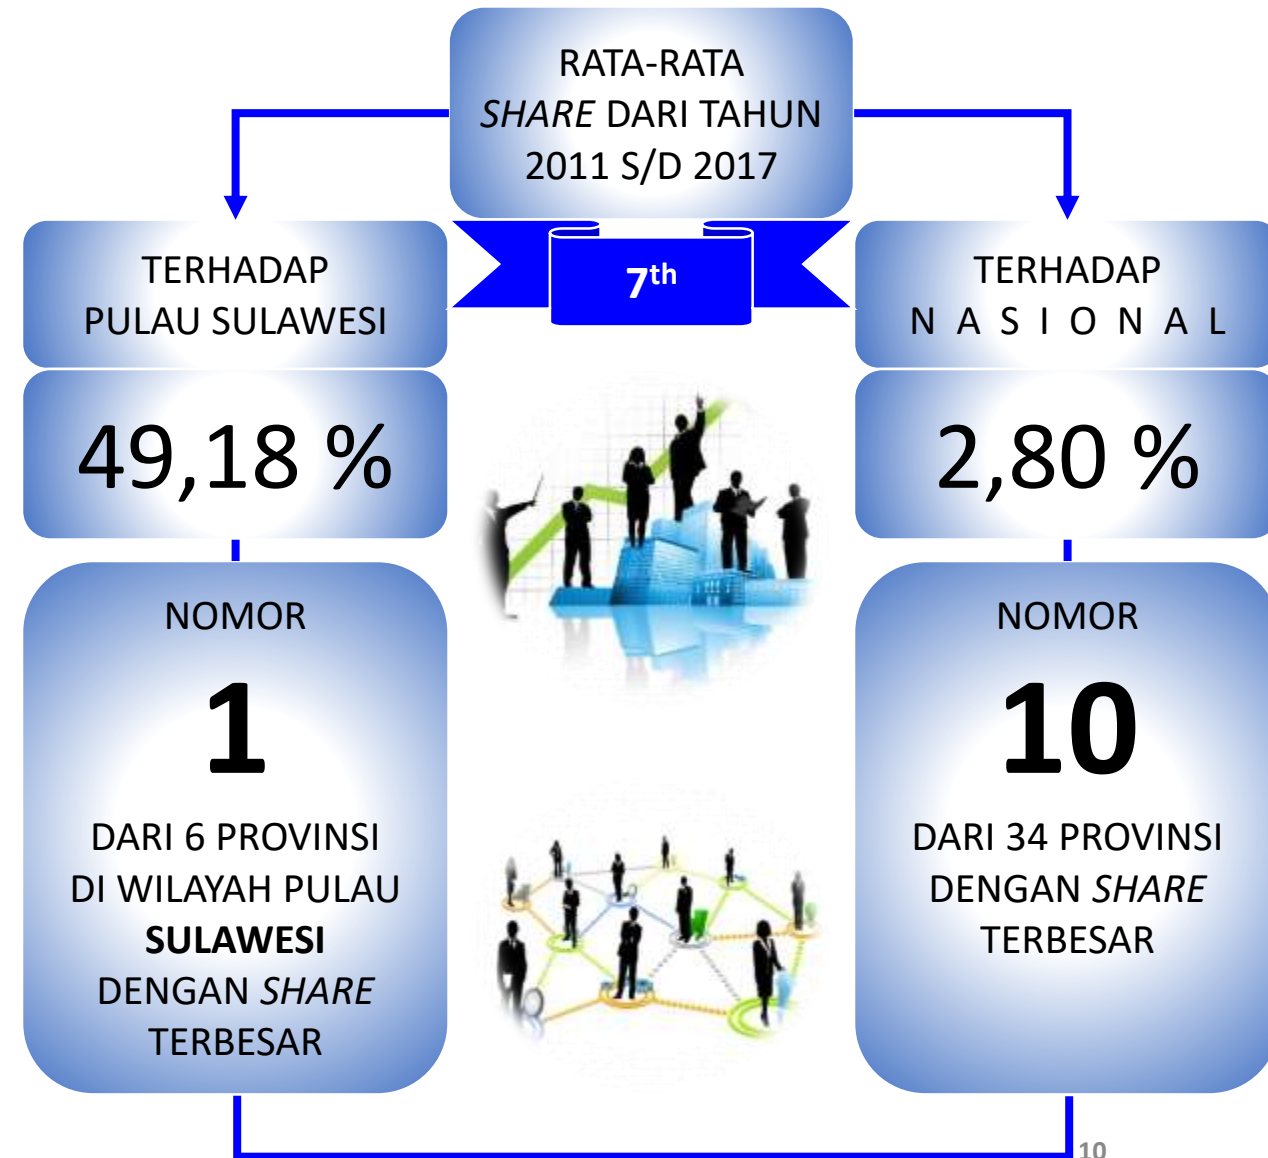 RATA-RATA
SHARE DARI TAHUN
2011 S/D 2017
7th
TERHADAP
PULAU SULAWESI
49,18 %
NOMOR
1
DARI 6 PROVINSI
DI WILAYAH PULAU
SULAWESI
DENGAN SHARE
TERBESAR
TERHADAP
N A S I O N A L
2,80 %
NOMOR
10
DARI 34 PROVINSI
DENGAN SHARE
TERBESAR
10